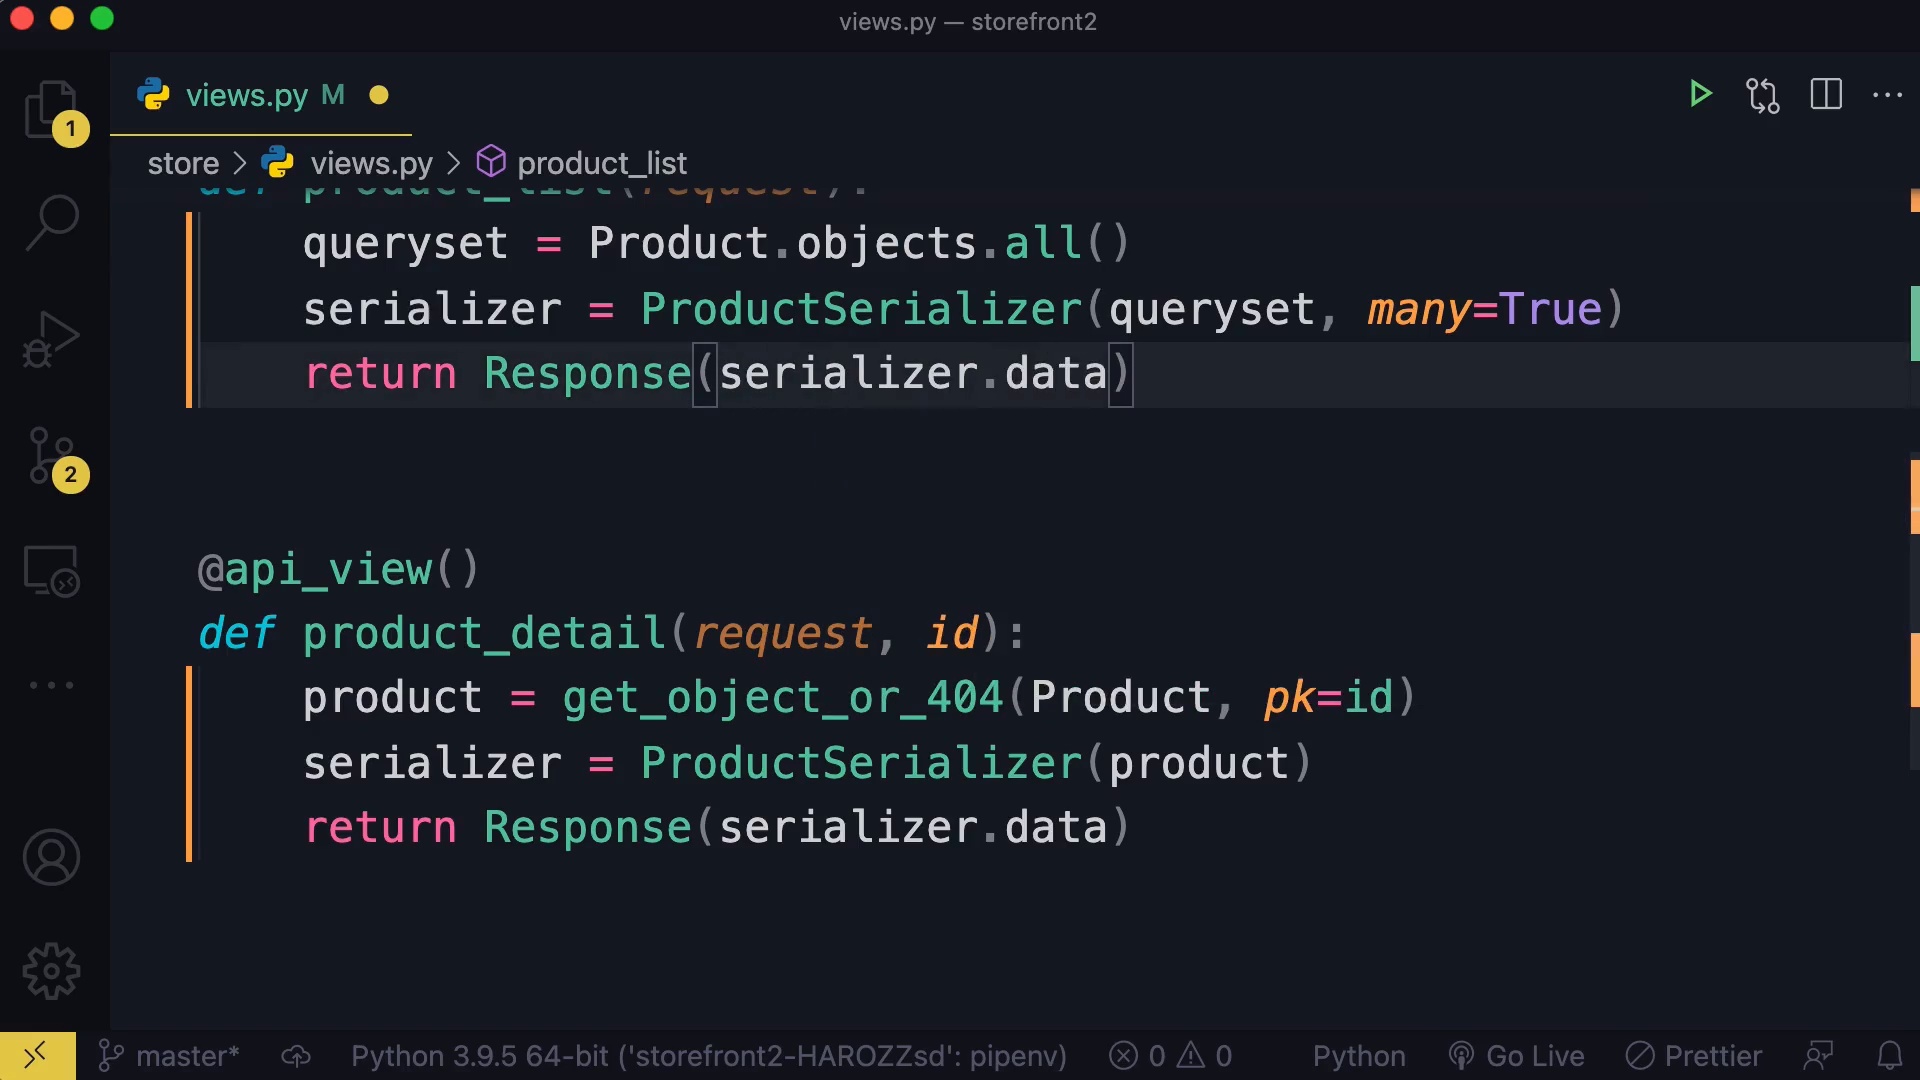 views.py — storefront2
views.py M
1
store > views.py > product_list
def product_list(request):
queryset = Product.objects.all()
serializer = ProductSerializer(queryset, many=True)
return Response(serializer.data)
2
@api_view()
def product_detail(request, id):
product = get_object_or_404(Product, pk=id)
serializer = ProductSerializer(product)
return Response(serializer.data)
master* Python 3.9.5 64-bit ('storefront2-HAROZZsd': pipenv) 0 0 Python Go Live Prettier